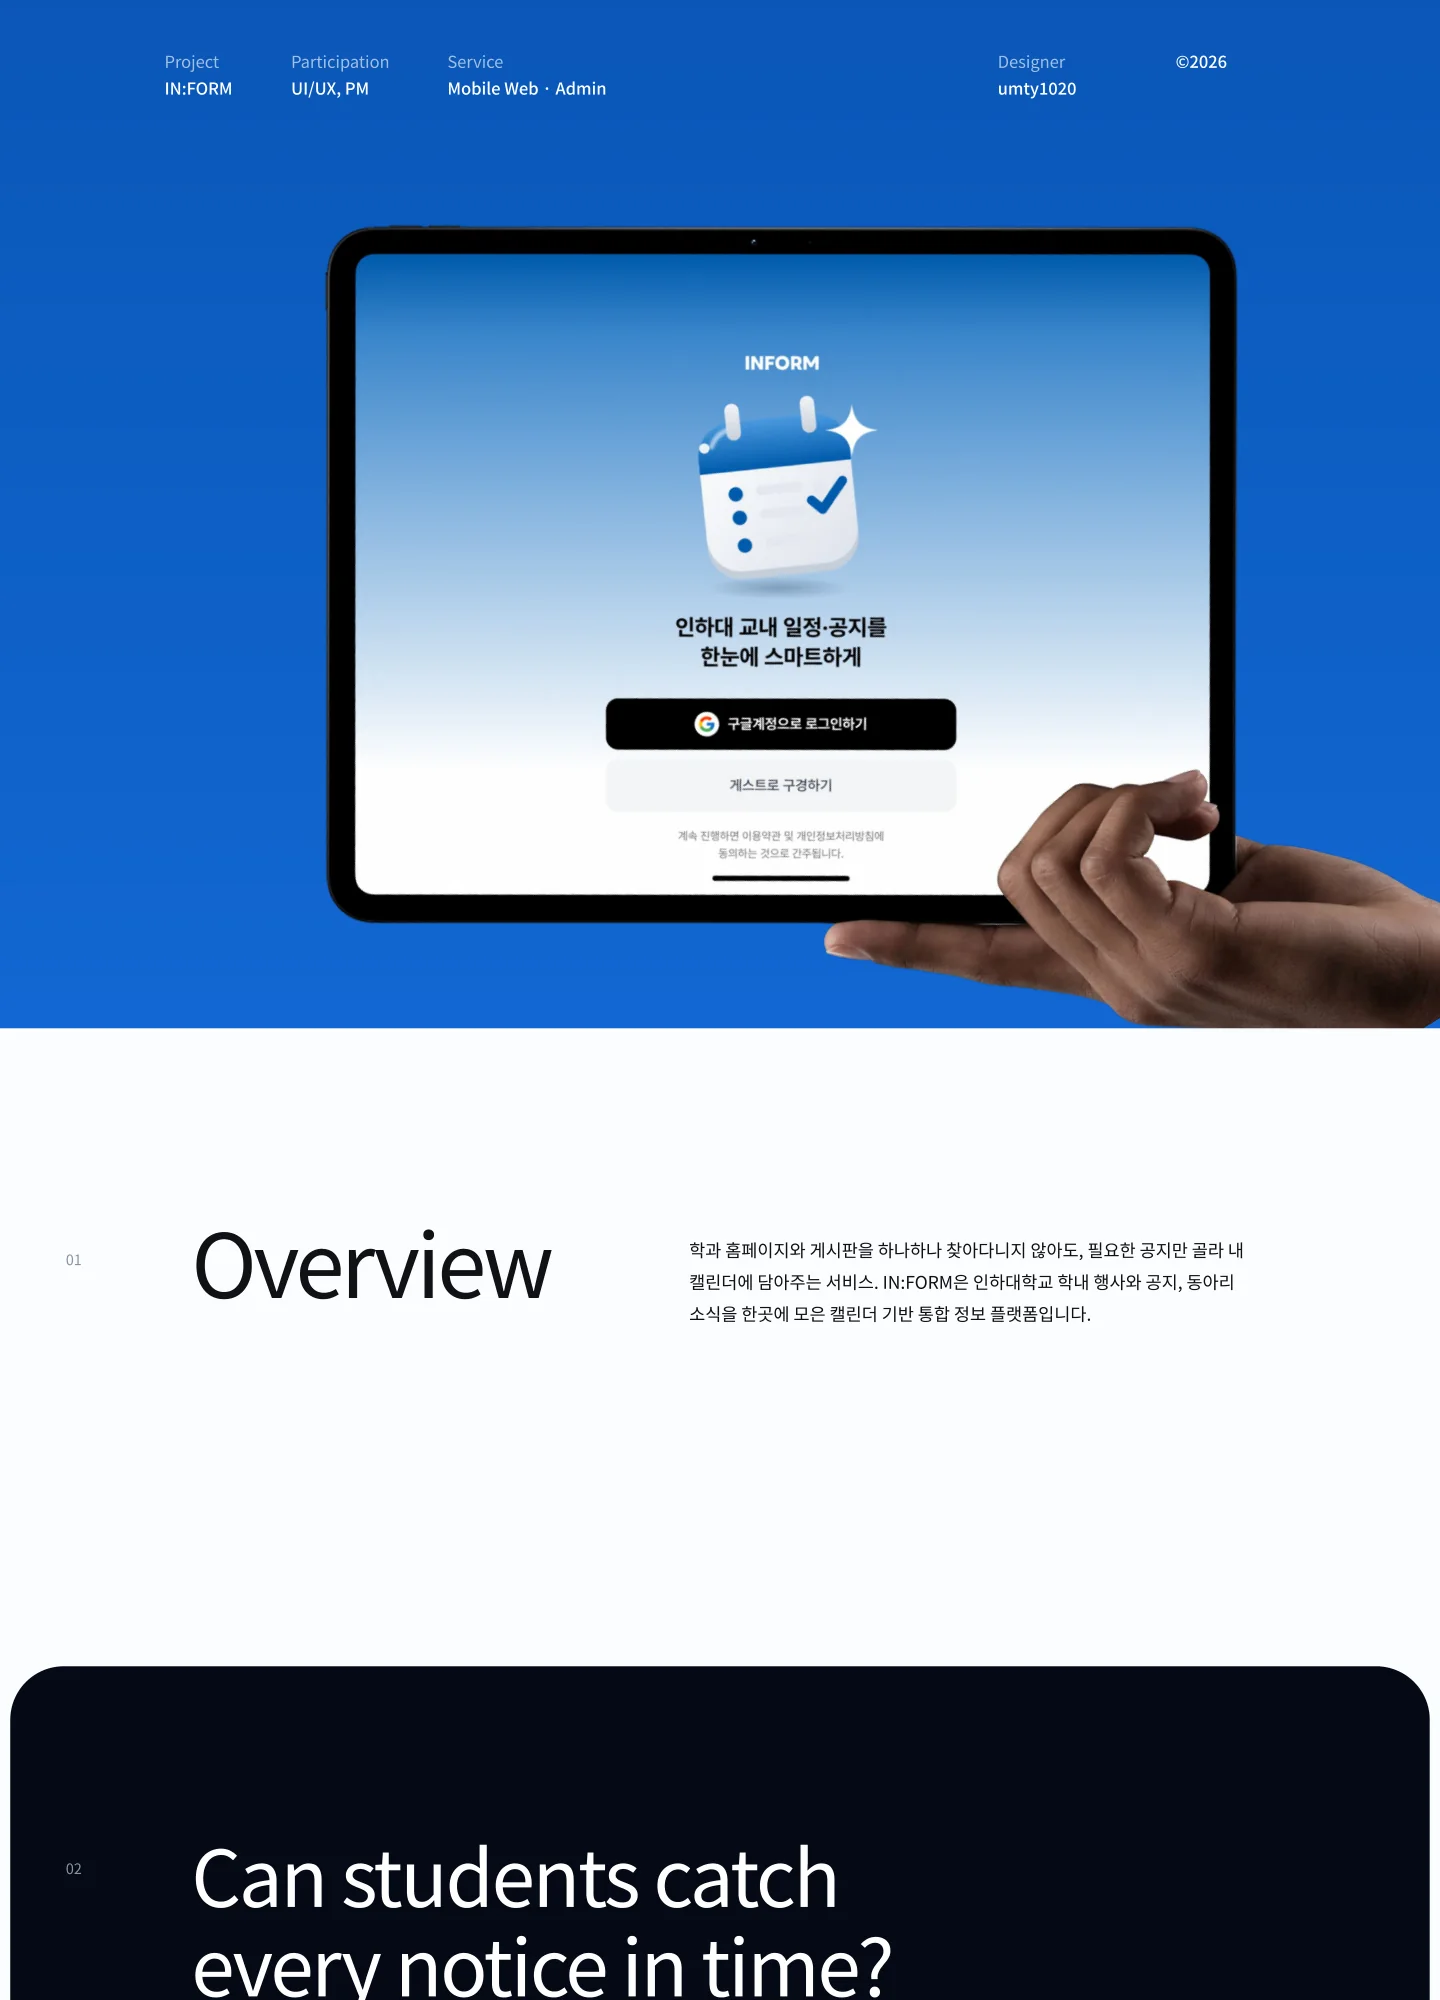 Project
IN:FORM
Participation
UI/UX, PM
Service
Mobile Web · Admin
Designer
umty1020
©2026
INFORM
인하대 교내 일정·공지를
한눈에 스마트하게
구글계정으로 로그인하기
게스트로 구경하기
계속 진행하면 이용약관 및 개인정보처리방침에
동의하는 것으로 간주됩니다.
01
Overview
학과 홈페이지와 게시판을 하나하나 찾아다니지 않아도, 필요한 공지만 골라 내
캘린더에 담아주는 서비스. IN:FORM은 인하대학교 학내 행사와 공지, 동아리
소식을 한곳에 모은 캘린더 기반 통합 정보 플랫폼입니다.
02
Can students catch
every notice in time?